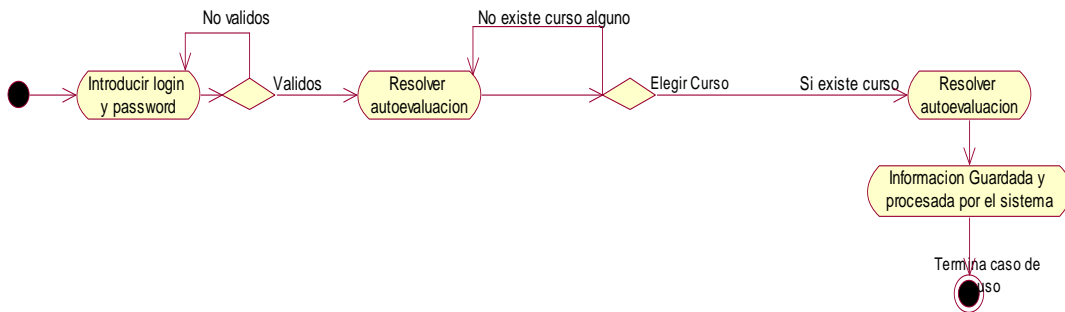 No validos
No existe curso alguno
Introducir login
y password
Validos
Resolver
autoevaluacion
Elegir Curso
Si existe curso
Resolver
autoevaluacion
Informacion Guardada y
procesada por el sistema
Termina caso de
uso